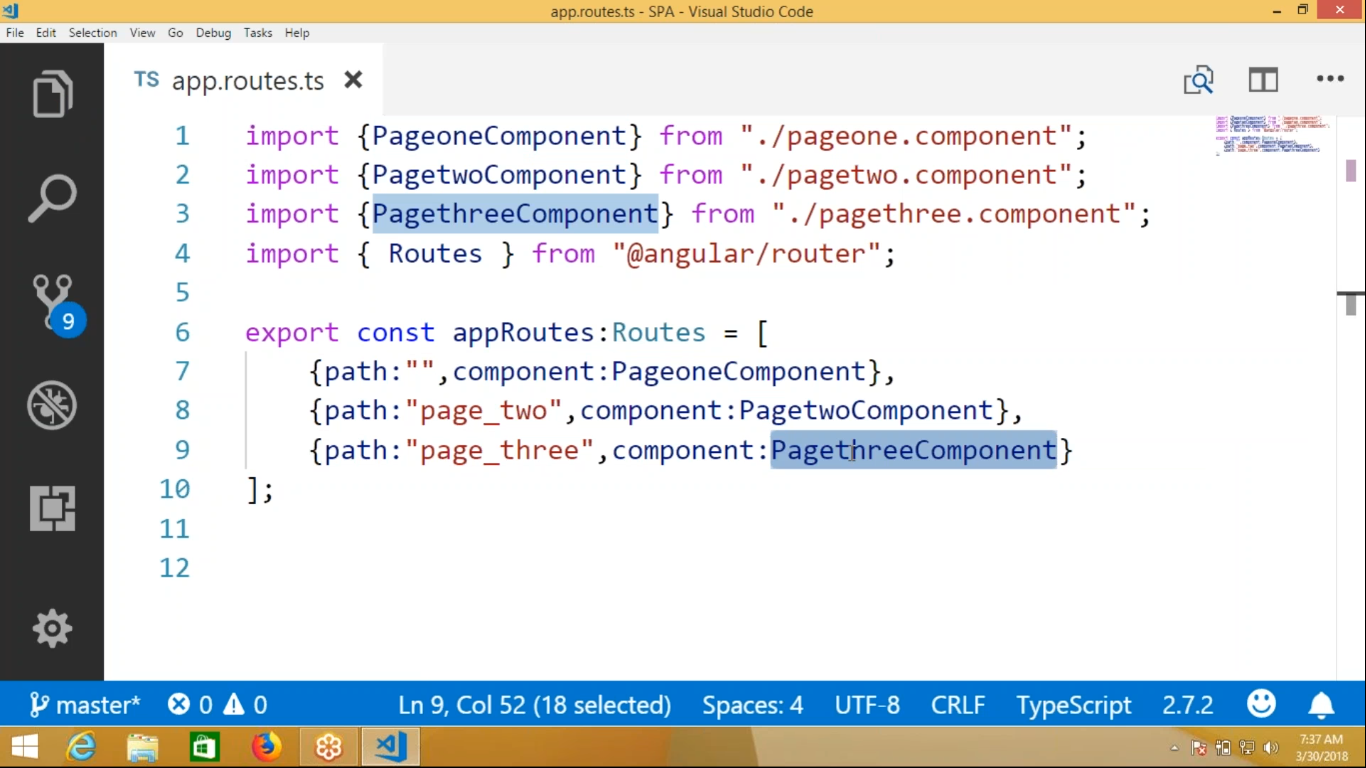 app.routes.ts - SPA - Visual Studio Code
File Edit Selection View Go Debug Tasks Help
TS app.routes.ts
1 import {PageoneComponent} from "./pageone.component";
2 import {PagetwoComponent} from "./pagetwo.component";
3 import {PagethreeComponent} from "./pagethree.component";
4 import { Routes } from "@angular/router";
5
6 export const appRoutes:Routes = [
7 {path:"",component:PageoneComponent},
8 {path:"page_two",component:PagetwoComponent},
9 {path:"page_three",component:PagethreeComponent}
10 ];
11
12
9
master* 0 0 Ln 9, Col 52 (18 selected) Spaces: 4 UTF-8 CRLF TypeScript 2.7.2
7:37 AM
3/30/2018